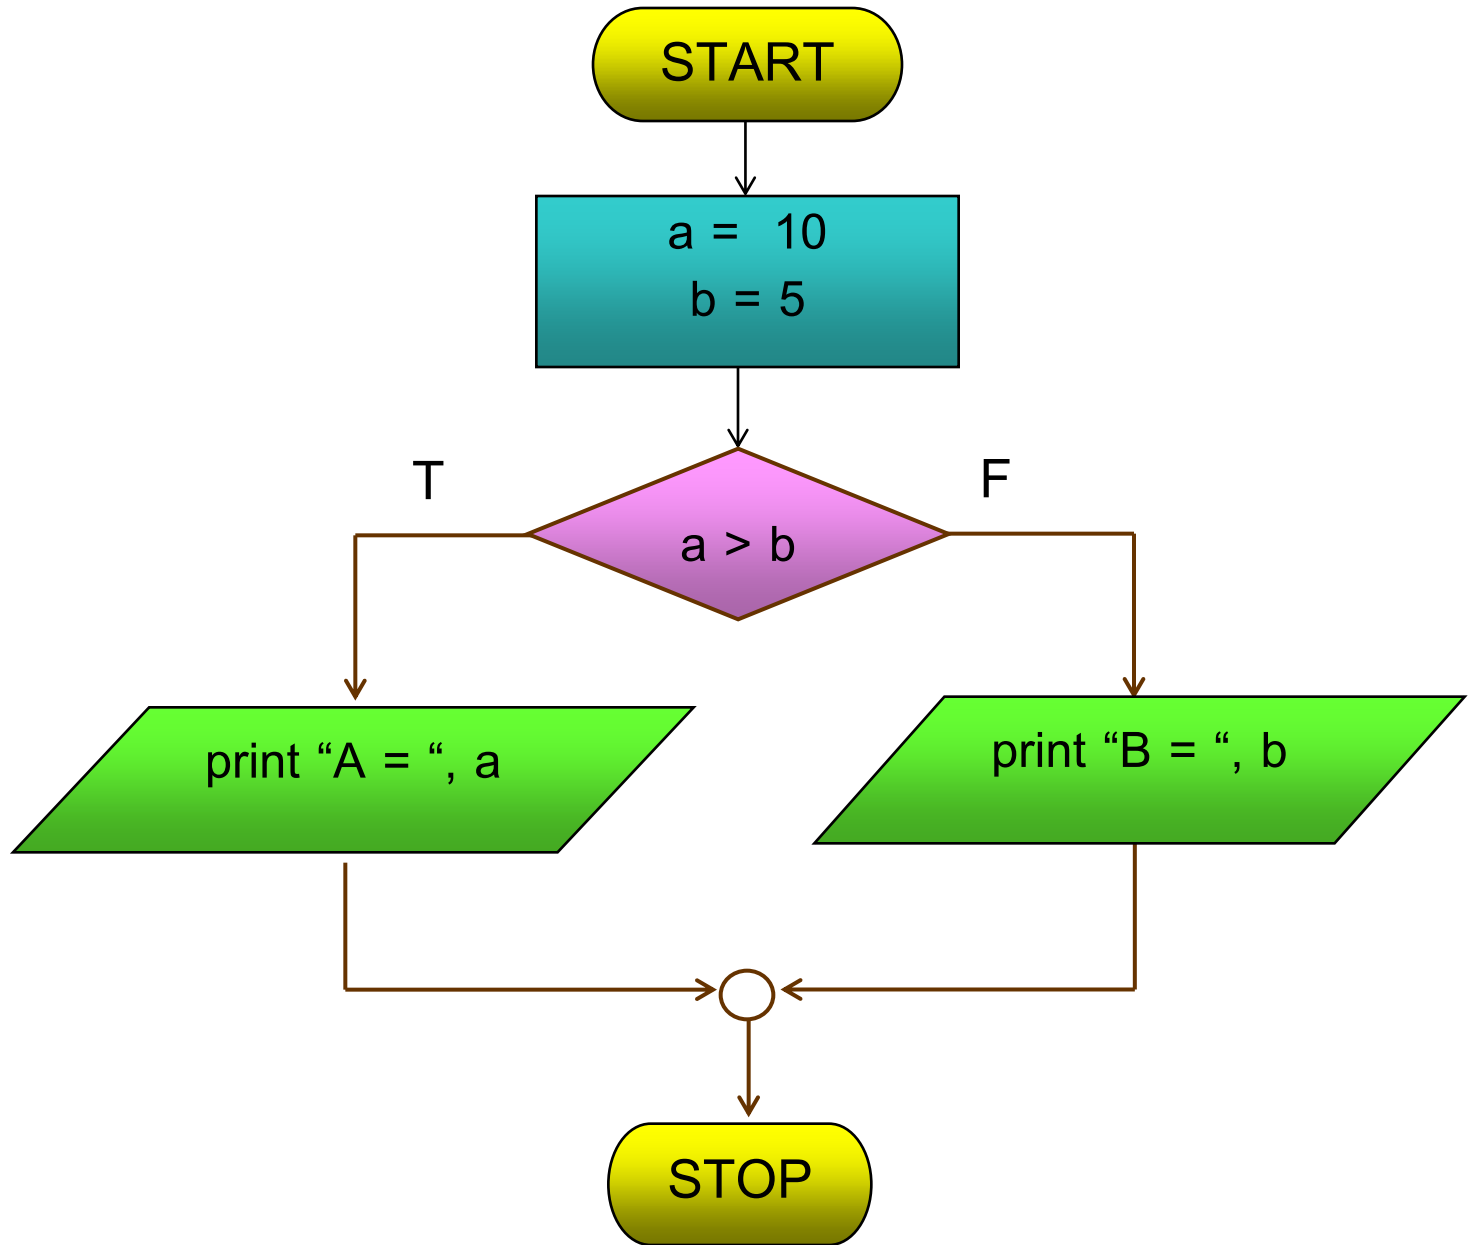 START
a =  10
b = 5
T
F
a > b
print “A = “, a
print “B = “, b
STOP